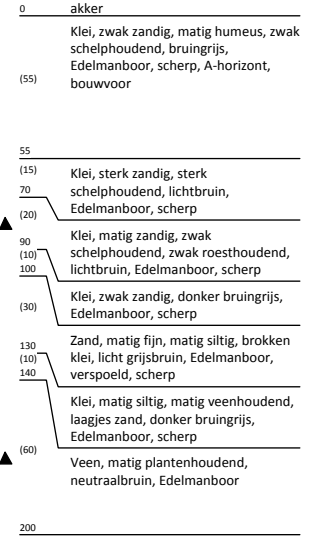 0 akker
Klei, zwak zandig, matig humeus, zwak
schelphoudend, bruingrijs,
Edelmanboor, scherp, A-horizont,
(55) bouwvoor
55
(15)
Klei, sterk zandig, sterk
70 schelphoudend, lichtbruin,
(20) Edelmanboor, scherp
90 Klei, matig zandig, zwak
(10) schelphoudend, zwak roesthoudend,
100 lichtbruin, Edelmanboor, scherp
Klei, zwak zandig, donker bruingrijs,
(30) Edelmanboor, scherp
130 Zand, matig fijn, matig siltig, brokken
(10) klei, licht grijsbruin, Edelmanboor,
140 verspoeld, scherp
Klei, matig siltig, matig veenhoudend,
laagjes zand, donker bruingrijs,
Edelmanboor, scherp
(60)
Veen, matig plantenhoudend,
neutraalbruin, Edelmanboor
200